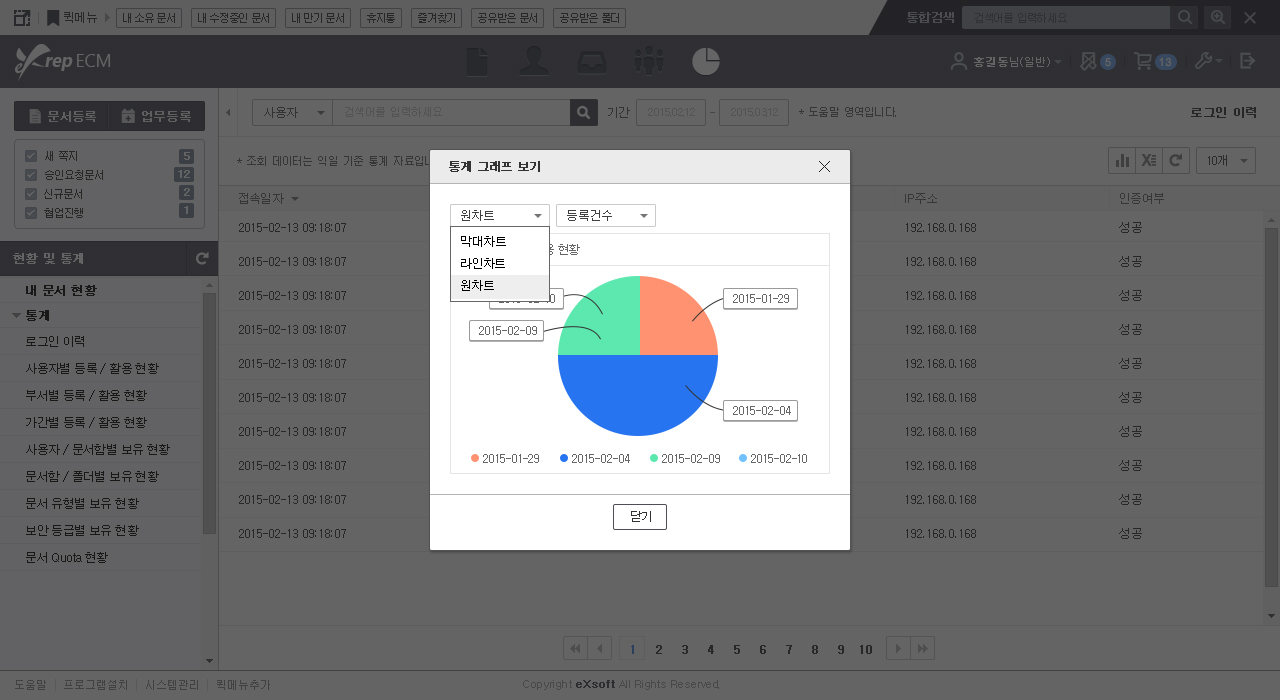 퀵메뉴 내 소유 문서 내 수정중인 문서 내 만기 문서 휴지통 즐겨찾기 공유받은 문서 공유받은 폴더 통합검색 검색어를 입력하세요
eXrep ECM 홍길동님(일반) 5 13
문서등록 업무등록
새 쪽지 5
승인요청문서 12
신규문서 2
협업진행 1
현황 및 통계
내 문서 현황
통계
로그인 이력
사용자별 등록 / 활용 현황
부서별 등록 / 활용 현황
기간별 등록 / 활용 현황
사용자 / 문서함별 보유 현황
문서함 / 폴더별 보유 현황
문서 유형별 보유 현황
보안 등급별 보유 현황
문서 Quota 현황
사용자 검색어를 입력하세요 기간 2015.02.12 - 2015.03.12 * 도움말 영역입니다. 로그인 이력
* 조회 데이터는 익일 기준 통계 자료입니 10개
접속일자 IP주소 인증여부
2015-02-13 09:18:07 192.168.0.168 성공
2015-02-13 09:18:07 192.168.0.168 성공
2015-02-13 09:18:07 192.168.0.168 성공
2015-02-13 09:18:07 192.168.0.168 성공
2015-02-13 09:18:07 192.168.0.168 성공
2015-02-13 09:18:07 192.168.0.168 성공
2015-02-13 09:18:07 192.168.0.168 성공
2015-02-13 09:18:07 192.168.0.168 성공
2015-02-13 09:18:07 192.168.0.168 성공
2015-02-13 09:18:07 192.168.0.168 성공
통계 그래프 보기
원차트 등록건수
막대차트
라인차트
원차트
현황
2015-01-29
2015-02-09
2015-02-04
2015-01-29 2015-02-04 2015-02-09 2015-02-10
닫기
1 2 3 4 5 6 7 8 9 10
도움말 프로그램설치 시스템관리 퀵메뉴추가 Copyright eXsoft All Rights Reserved.